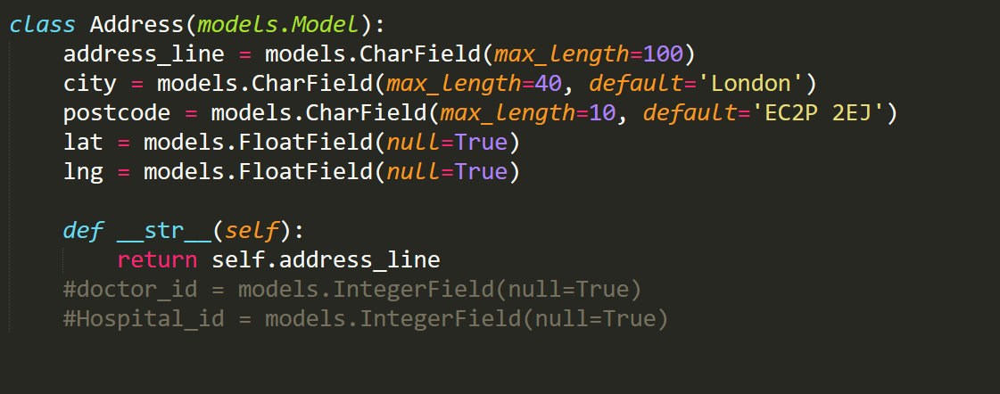 class Address(models.Model):
    address_line = models.CharField(max_length=100)
    city = models.CharField(max_length=40, default='London')
    postcode = models.CharField(max_length=10, default='EC2P 2EJ')
    lat = models.FloatField(null=True)
    lng = models.FloatField(null=True)

    def __str__(self):
        return self.address_line
    #doctor_id = models.IntegerField(null=True)
    #Hospital_id = models.IntegerField(null=True)